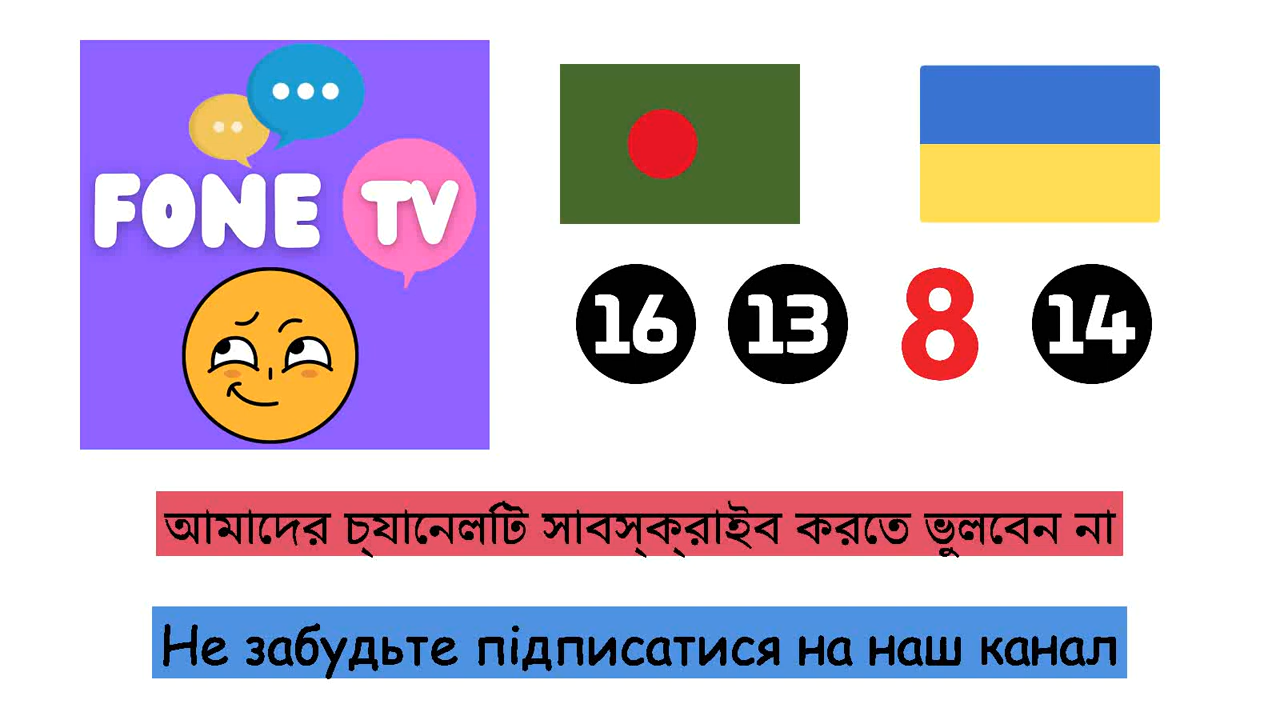 FONE TV
16 13 8 14
আমাদের চ্‌যানেলটি সাবস্‌ক্‌রাইব করতে ভুলবেন না
Не забудьте підписатися на наш канал